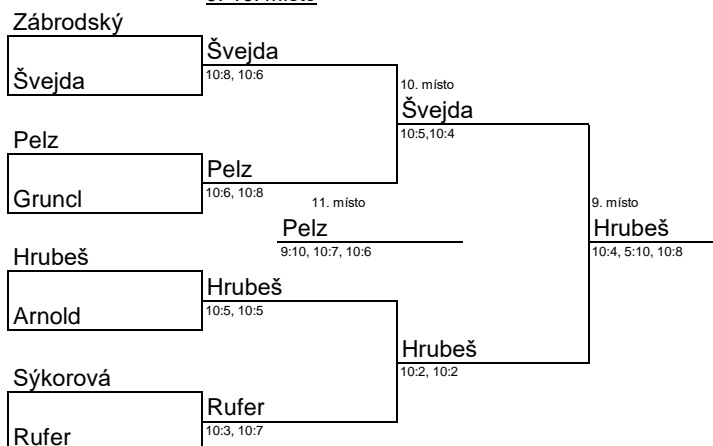 Zábrodský
Švejda
10:8, 10:6
Švejda
10. místo
Švejda
10:5,10:4
Pelz
Pelz
10:6, 10:8
Gruncl
11. místo
Pelz
9:10, 10:7, 10:6
9. místo
Hrubeš
10:4, 5:10, 10:8
Hrubeš
Hrubeš
10:5, 10:5
Arnold
Hrubeš
10:2, 10:2
Sýkorová
Rufer
10:3, 10:7
Rufer